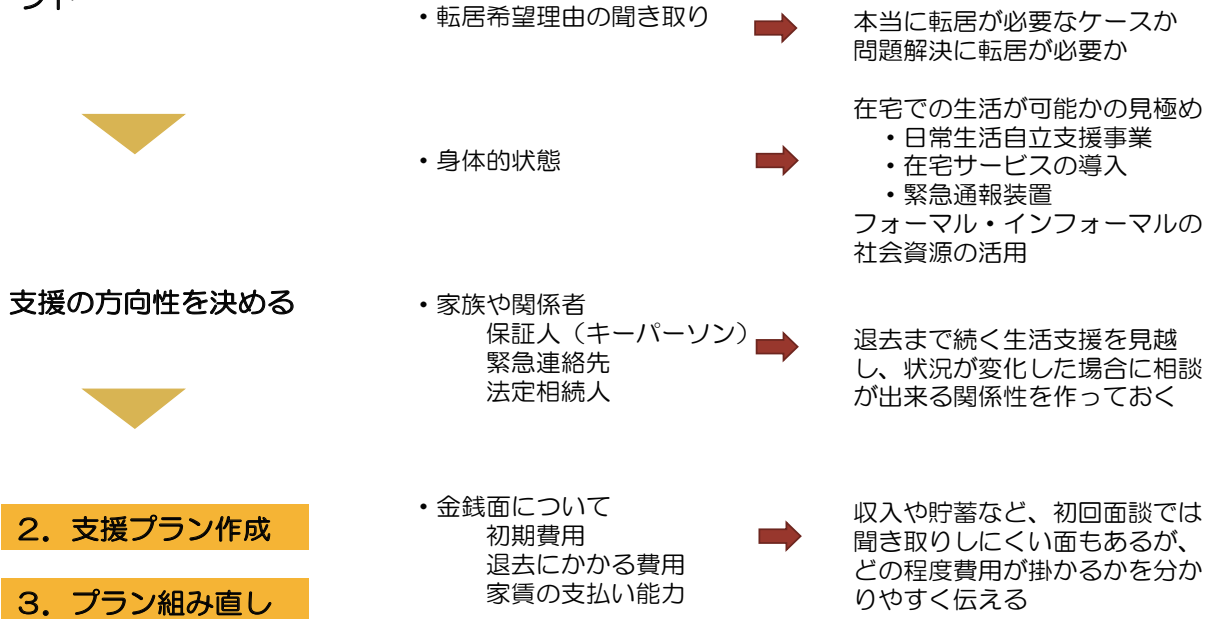 ・転居希望理由の聞き取り
本当に転居が必要なケースか
問題解決に転居が必要か
在宅での生活が可能かの見極め
・日常生活自立支援事業
・身体的状態
・在宅サービスの導入
・緊急通報装置
フォーマル・インフォーマルの
社会資源の活用
支援の方向性を決める
・家族や関係者
保証人（キーパーソン）
緊急連絡先
法定相続人
退去まで続く生活支援を見越
し、状況が変化した場合に相談
が出来る関係性を作っておく
2．支援プラン作成
3．プラン組み直し
・金銭面について
初期費用
退去にかかる費用
家賃の支払い能力
収入や貯蓄など、初回面談では
聞き取りしにくい面もあるが、
どの程度費用が掛かるかを分か
りやすく伝える